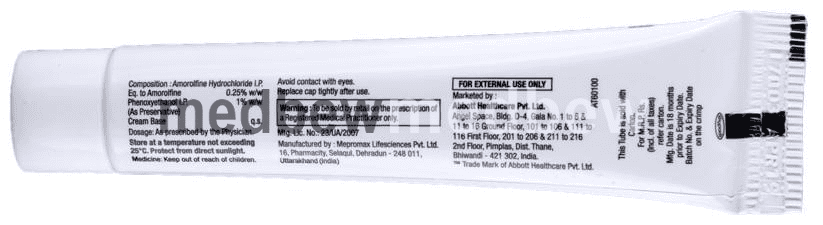 Composition : Amorolfine Hydrochloride I.P.
Eq. to Amorolfine 0.25% w/w
Phenoxyethanol I.P. 1% w/w
(As Preservative)
Cream Base q.s.
Dosage: As prescribed by the Physician.
Store at a temperature not exceeding
25°C. Protect from direct sunlight.
Medicine: Keep out of reach of children.
Avoid contact with eyes.
Replace cap tightly after use.
Warning : To be sold by retail on the prescription of
a Registered Medical Practitioner only.
Mfg. Lic. No.: 23/UA/2007
Manufactured by : Mepromax Lifesciences Pvt. Ltd.
16, Pharmacity, Selaqui, Dehradun - 248 011,
Uttarakhand (India)
FOR EXTERNAL USE ONLY
Marketed by :
Abbott Healthcare Pvt. Ltd.
Angel Space, Bldg. D-4, Gala No. 1 to 8 &
11 to 18 Ground Floor, 101 to 106 & 111 to
116 First Floor, 201 to 206 & 211 to 216
2nd Floor, Pimplas, Dist. Thane,
Bhiwandi - 421 302, India.
™ Trade Mark of Abbott Healthcare Pvt. Ltd.
AT60100
This Tube is sold with
Carton.
For M.R.P. Rs.
(Incl. of all taxes)
refer carton.
Mfg. Date is 18 months
prior to Expiry Date.
Batch No. & Expiry Date
on the crimp
medbow
medbow